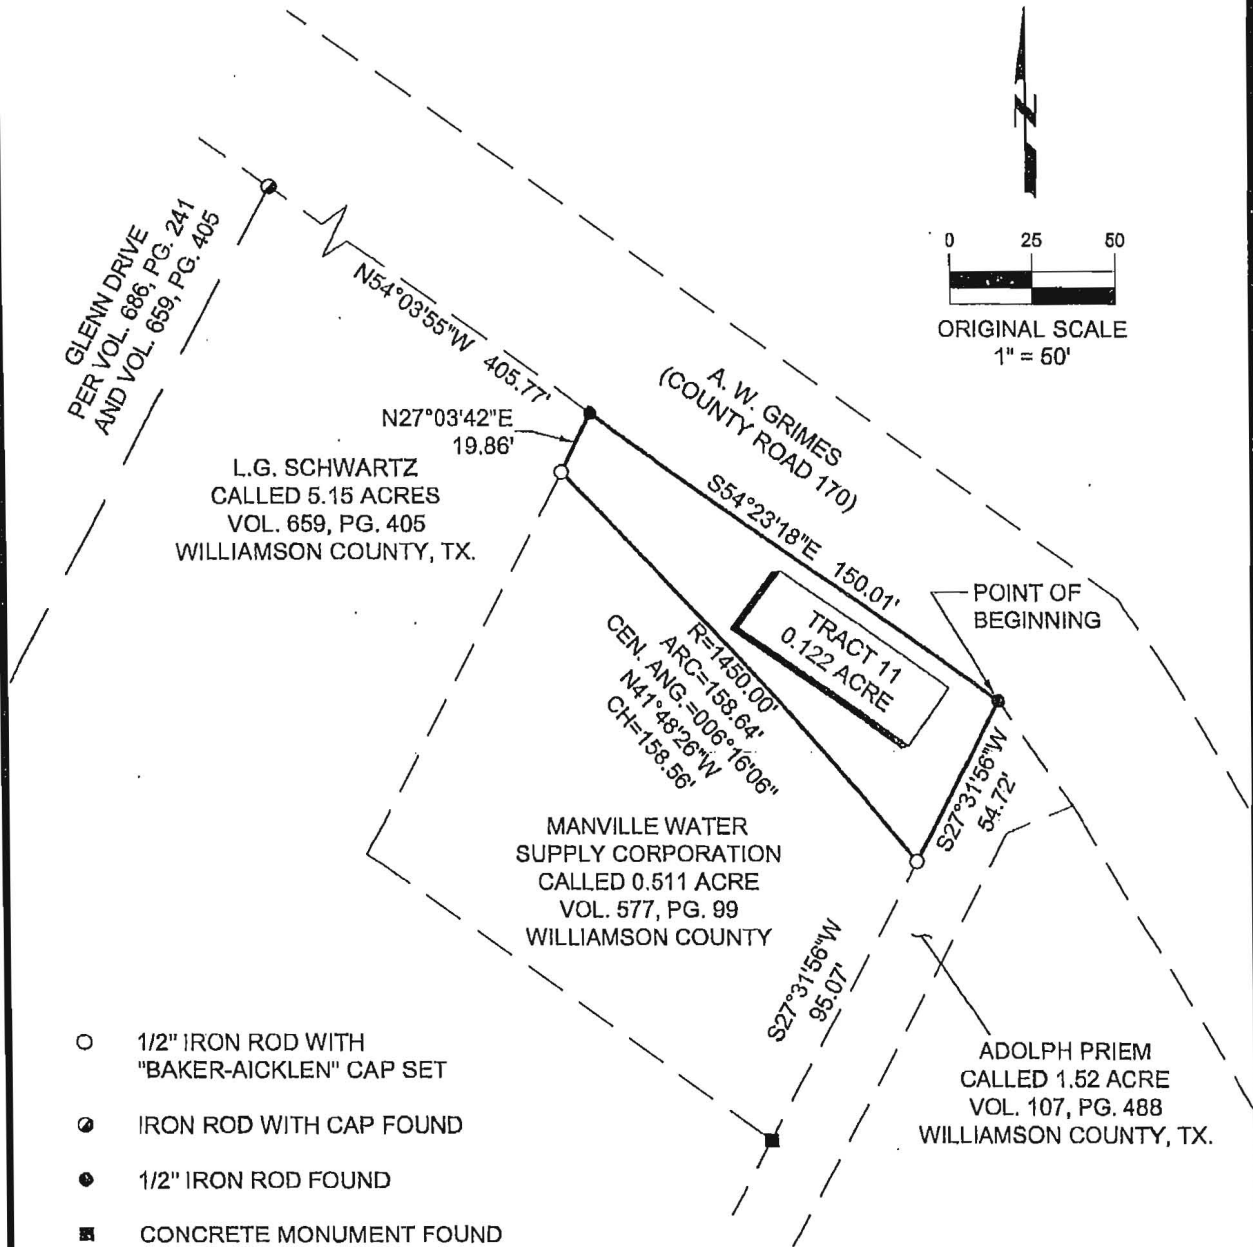 0 25 50
ORIGINAL SCALE
1" = 50'
GLENN DRIVE
PER VOL. 686, PG. 241
AND VOL. 659, PG. 405
N54°03'55"W 405.77'
A. W. GRIMES
(COUNTY ROAD 170)
N27°03'42"E
19.86'
L.G. SCHWARTZ
CALLED 5.15 ACRES
VOL. 659, PG. 405
WILLIAMSON COUNTY, TX.
S54°23'18"E 150.01'
POINT OF
BEGINNING
TRACT 11
0.122 ACRE
R=1450.00'
ARC=158.64'
CEN. ANG.=006°16'06"
N41°48'26"W
CH=158.56'
S27°31'56"W
54.72'
MANVILLE WATER
SUPPLY CORPORATION
CALLED 0.511 ACRE
VOL. 577, PG. 99
WILLIAMSON COUNTY
S27°31'56"W
95.07'
ADOLPH PRIEM
CALLED 1.52 ACRE
VOL. 107, PG. 488
WILLIAMSON COUNTY, TX.
1/2" IRON ROD WITH
"BAKER-AICKLEN" CAP SET
IRON ROD WITH CAP FOUND
1/2" IRON ROD FOUND
CONCRETE MONUMENT FOUND